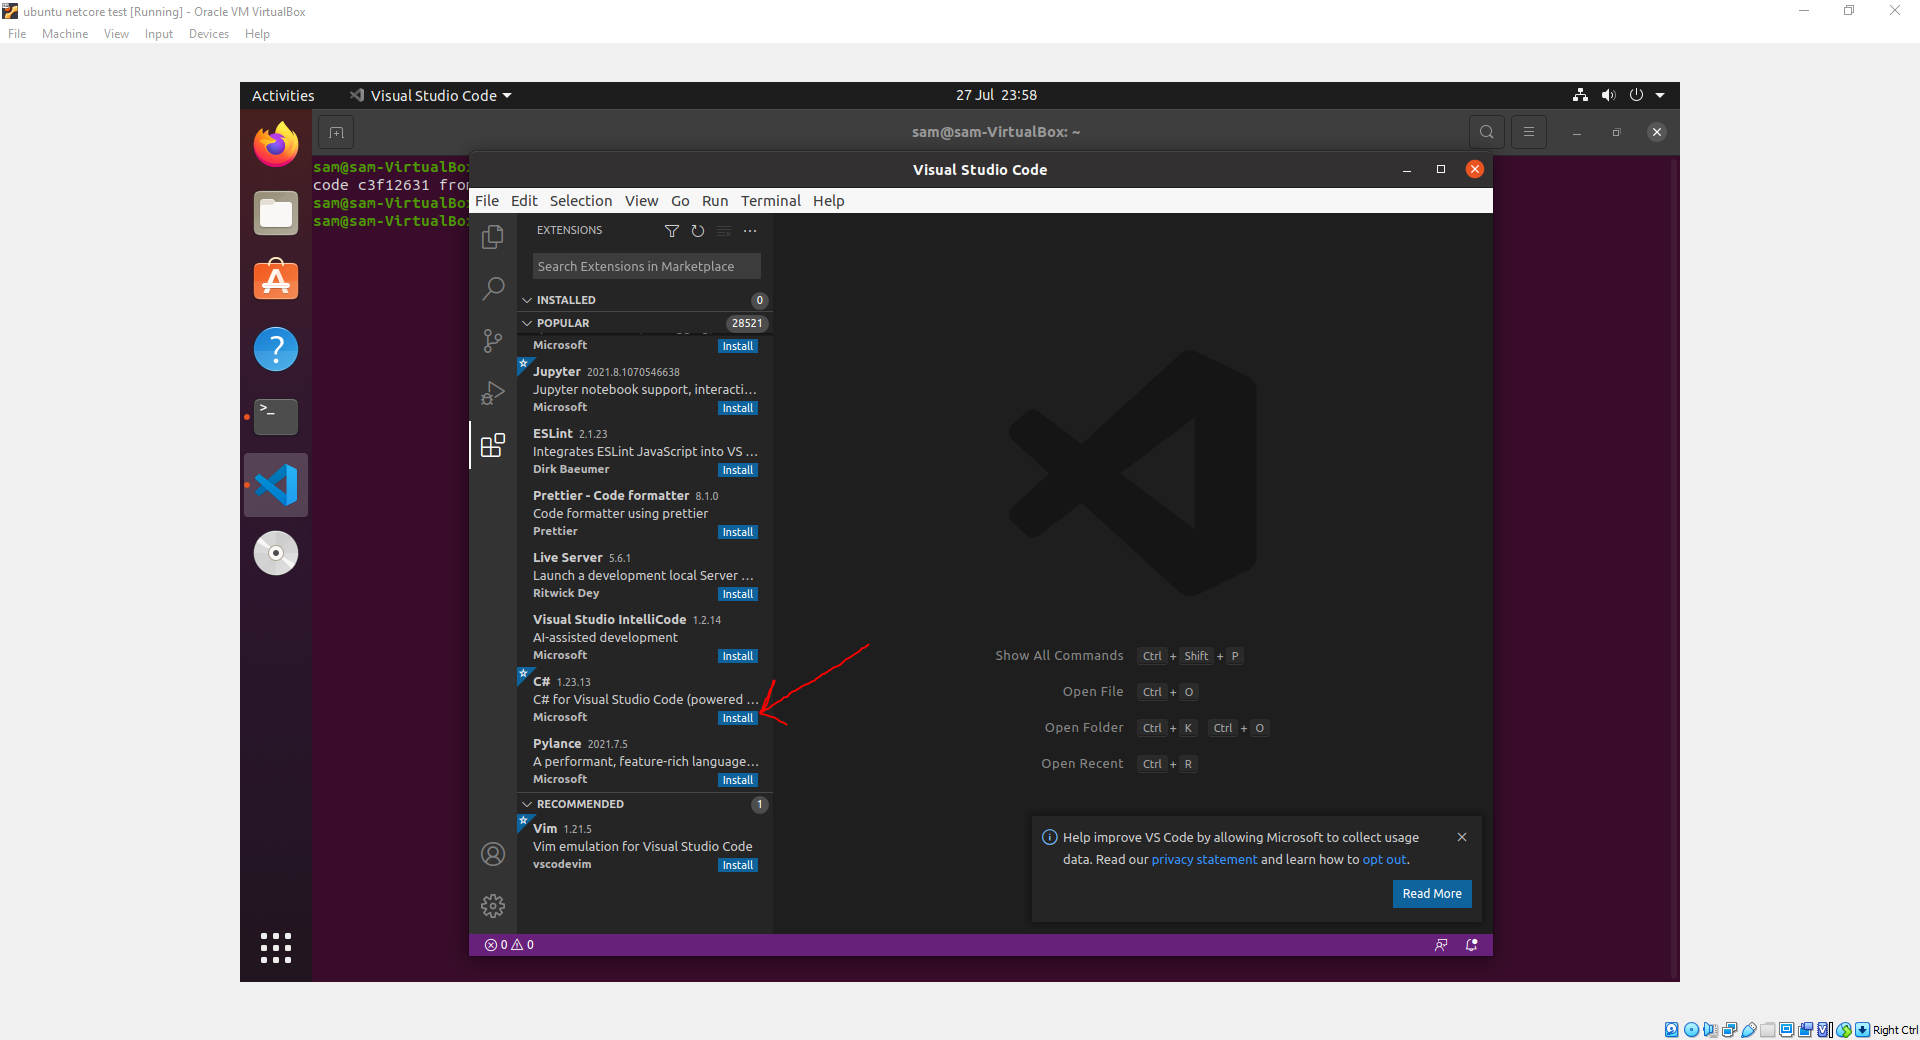 ubuntu netcore test [Running] - Oracle VM VirtualBox
File Machine View Input Devices Help
Activities Visual Studio Code 27 Jul 23:58
sam@sam-VirtualBox: ~
sam@sam-VirtualBo
code c3f12631 from
sam@sam-VirtualBo
sam@sam-VirtualBo
Visual Studio Code
File Edit Selection View Go Run Terminal Help
EXTENSIONS
Search Extensions in Marketplace
INSTALLED 0
POPULAR 28521
Microsoft Install
Jupyter 2021.8.1070546638
Jupyter notebook support, interacti...
Microsoft Install
ESLint 2.1.23
Integrates ESLint JavaScript into VS ...
Dirk Baeumer Install
Prettier - Code formatter 8.1.0
Code formatter using prettier
Prettier Install
Live Server 5.6.1
Launch a development local Server ...
Ritwick Dey Install
Visual Studio IntelliCode 1.2.14
AI-assisted development
Microsoft Install
C# 1.23.13
C# for Visual Studio Code (powered ...
Microsoft Install
Pylance 2021.7.5
A performant, feature-rich language...
Microsoft Install
RECOMMENDED 1
Vim 1.21.5
Vim emulation for Visual Studio Code
vscodevim Install
Show All Commands Ctrl + Shift + P
Open File Ctrl + O
Open Folder Ctrl + K Ctrl + O
Open Recent Ctrl + R
Help improve VS Code by allowing Microsoft to collect usage
data. Read our privacy statement and learn how to opt out.
Read More
0 0
Right Ctrl